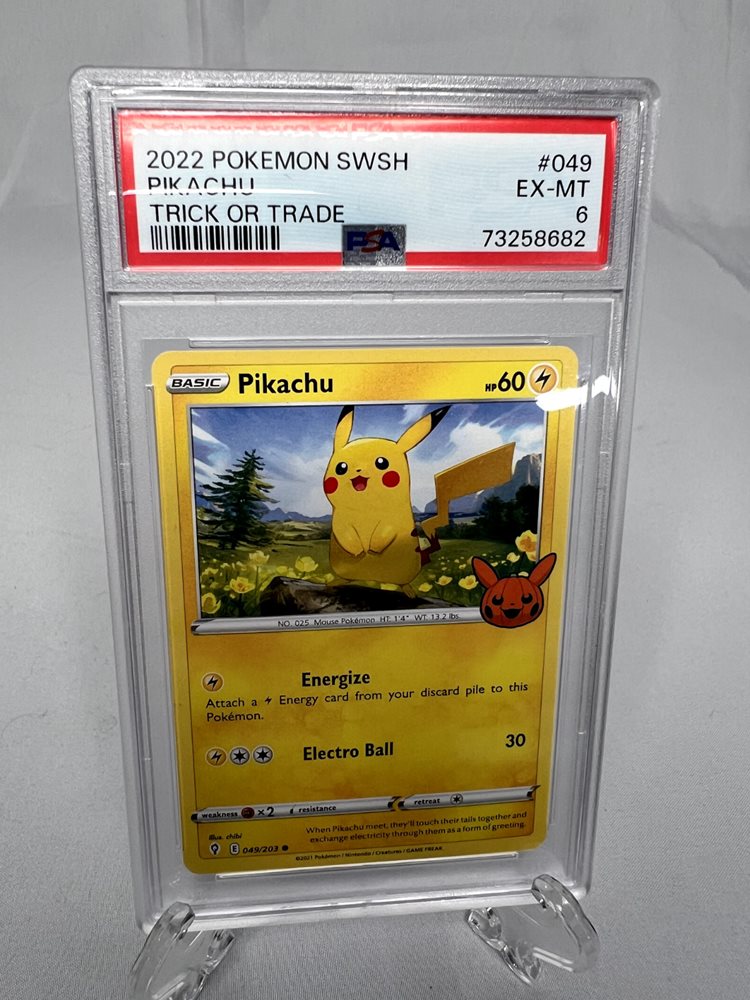 2022 POKEMON SWSH #049
PIKACHU EX-MT
TRICK OR TRADE 6
PSA 73258682
BASIC Pikachu HP 60
NO. 025 Mouse Pokémon HT: 1'4" WT: 13.2 lbs.
Energize
Attach a Energy card from your discard pile to this
Pokémon.
Electro Ball 30
weakness ×2 resistance retreat
When Pikachu meet, they'll touch their tails together and
exchange electricity through them as a form of greeting.
Illus. chibi
E 049/203
©2021 Pokémon / Nintendo / Creatures / GAME FREAK